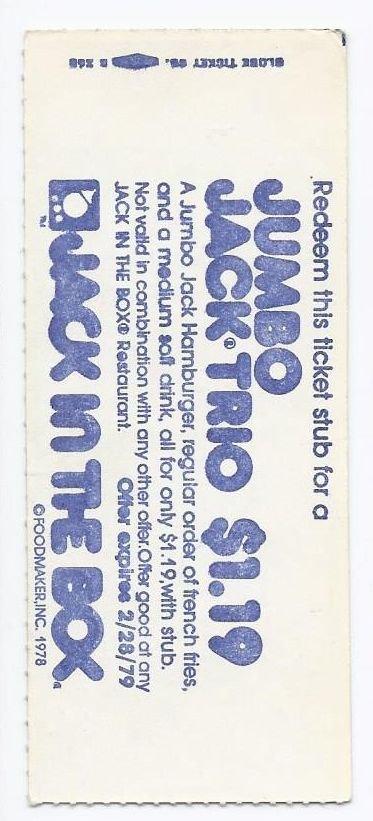 Redeem this ticket stub for a
JUMBO
JACK® TRIO $1.19
A Jumbo Jack Hamburger, regular order of french fries,
and a medium soft drink, all for only $1.19, with stub.
Not valid in combination with any other offer. Offer good at any
JACK IN THE BOX® Restaurant. Offer expires 2/28/79
JACK IN THE BOX®
TM
©FOODMAKER, INC. 1978
GLOBE TICKET CO.